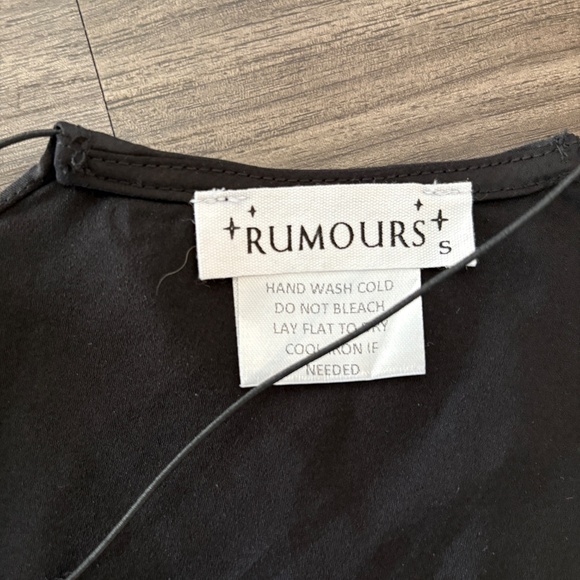 RUMOURS
S
HAND WASH COLD
DO NOT BLEACH
LAY FLAT TO DRY
COOL IRON IF
NEEDED